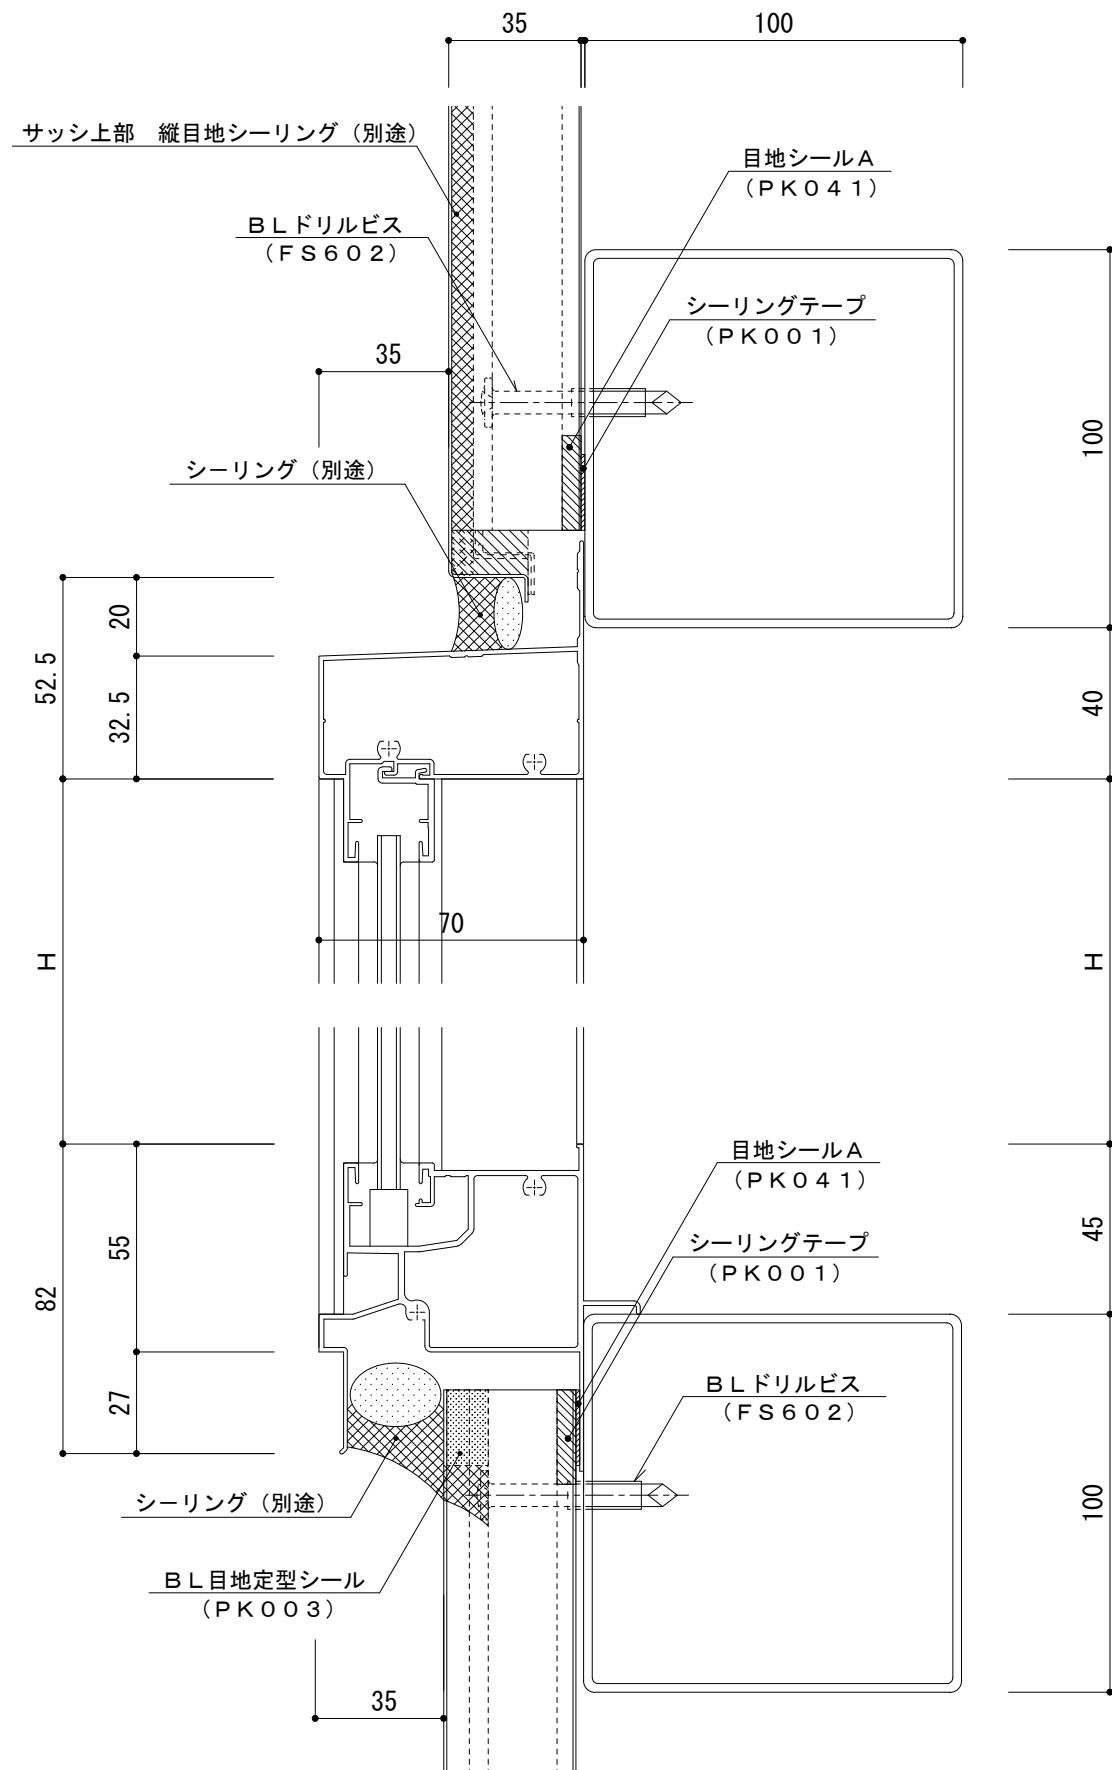 35
100
サッシ上部　縦目地シーリング（別途）
目地シールＡ
（ＰＫ０４１）
ＢＬドリルビス
（ＦＳ６０２）
シーリングテープ
（ＰＫ００１）
35
100
シーリング（別途）
20
52.5
32.5
40
70
H
H
目地シールＡ
（ＰＫ０４１）
シーリングテープ
（ＰＫ００１）
45
55
82
27
ＢＬドリルビス
（ＦＳ６０２）
シーリング（別途）
100
ＢＬ目地定型シール
（ＰＫ００３）
35